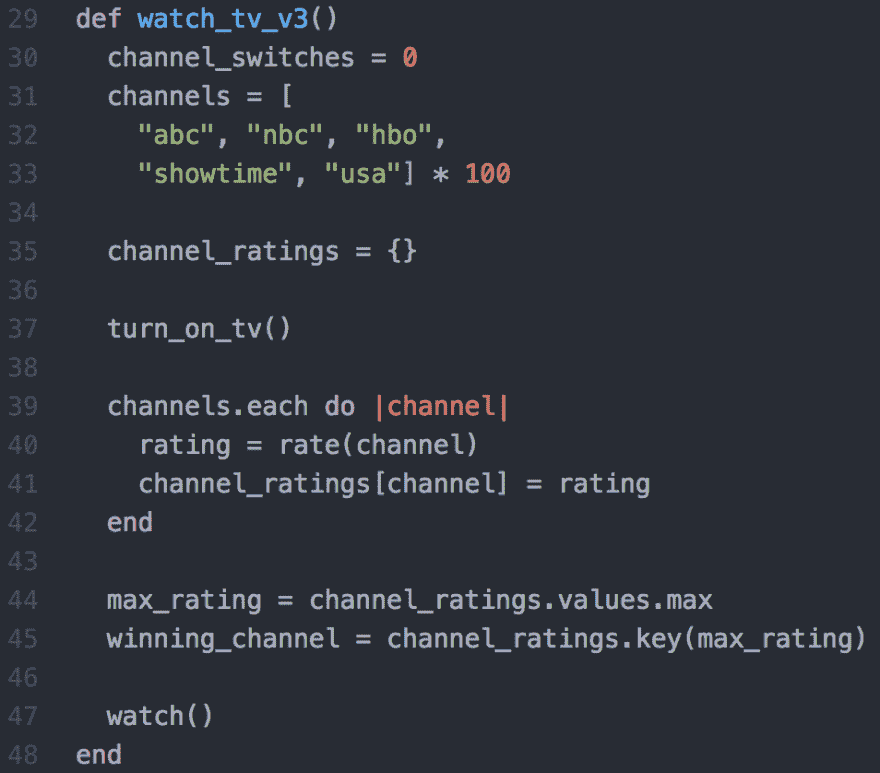 29 def watch_tv_v3()
30   channel_switches = 0
31   channels = [
32     "abc", "nbc", "hbo",
33     "showtime", "usa"] * 100
34
35   channel_ratings = {}
36
37   turn_on_tv()
38
39   channels.each do |channel|
40     rating = rate(channel)
41     channel_ratings[channel] = rating
42   end
43
44   max_rating = channel_ratings.values.max
45   winning_channel = channel_ratings.key(max_rating)
46
47   watch()
48 end